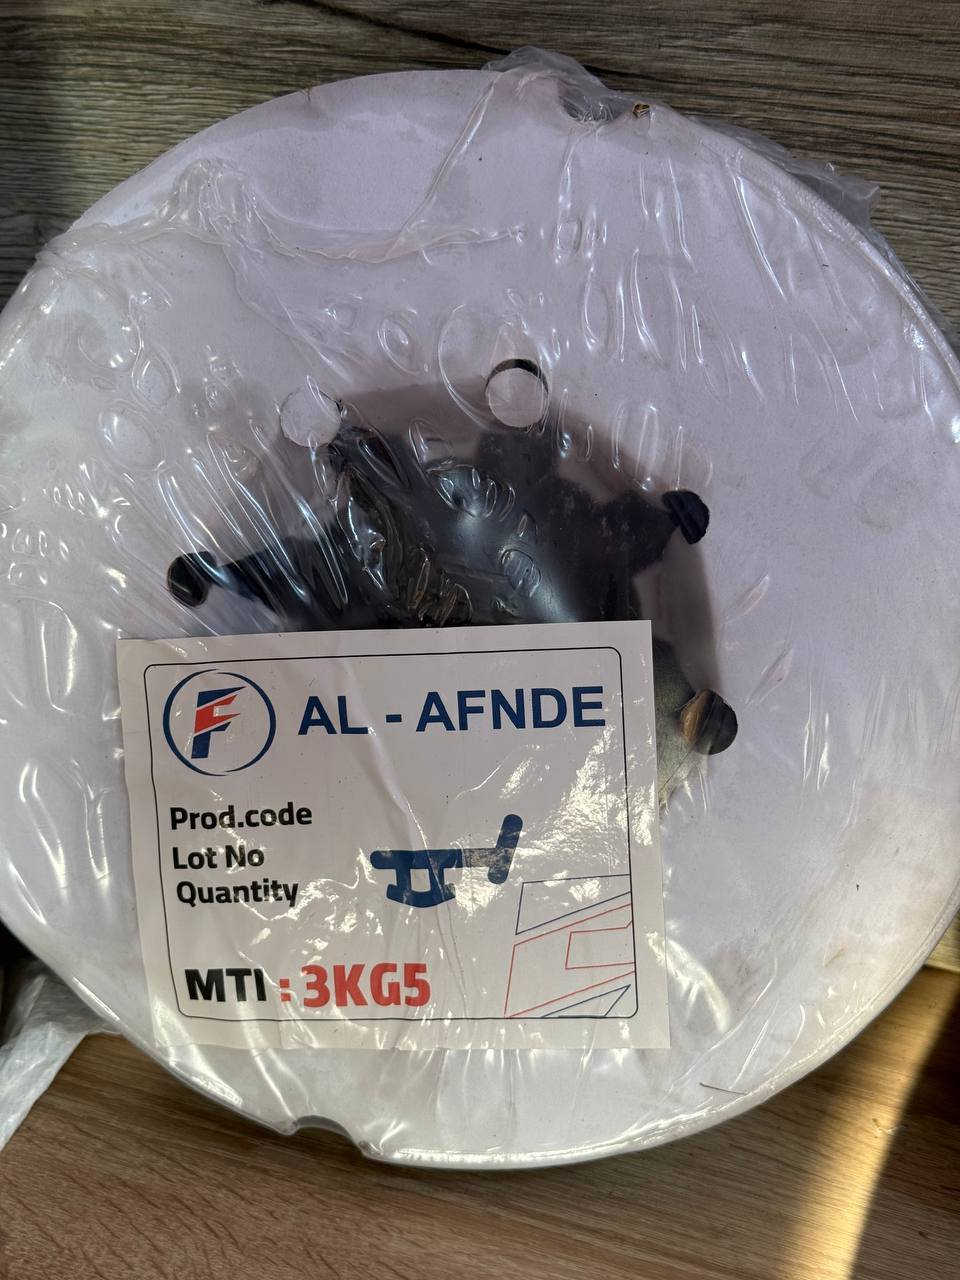 AL - AFNDE
Prod.code
Lot No
Quantity
MTI : 3KG5